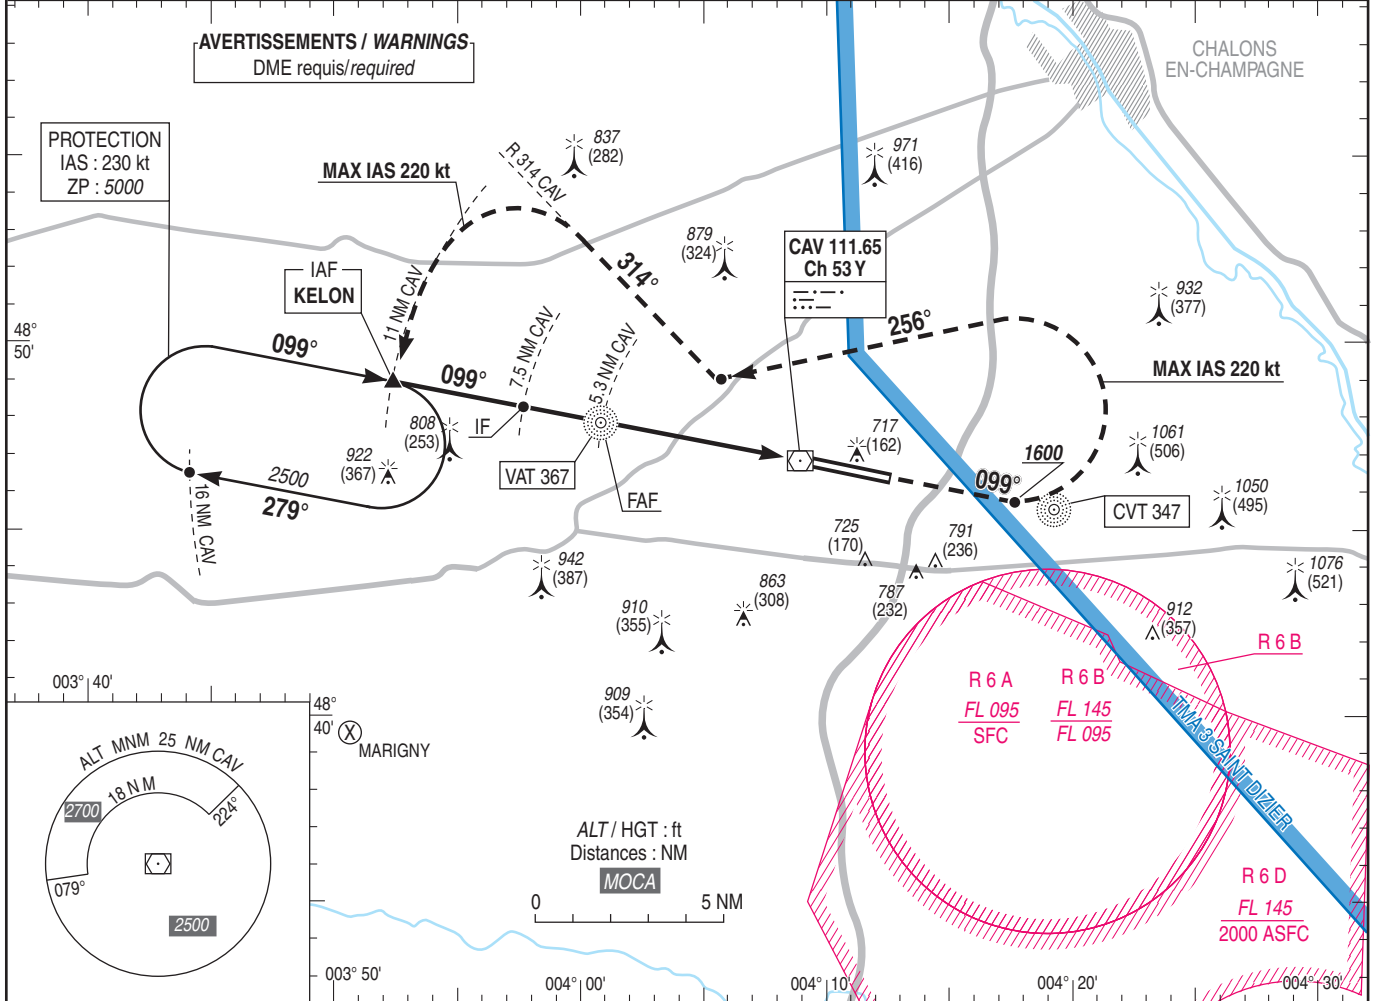 AVERTISSEMENTS / WARNINGS
DME requis/required
CHALONS
EN-CHAMPAGNE
PROTECTION
IAS : 230 kt
ZP : 5000
MAX IAS 220 kt
R 314 CAV
837
(282)
971
(416)
879
(324)
CAV 111.65
Ch 53 Y
IAF
KELON
11 NM CAV
314°
932
(377)
48°
50'
099°
099°
7.5 NM CAV
5.3 NM CAV
256°
MAX IAS 220 kt
808
(253)
IF
922
(367)
2500
279°
16 NM CAV
VAT 367
FAF
717
(162)
1600
099°
1061
(506)
1050
(495)
CVT 347
725
(170)
791
(236)
787
(232)
942
(387)
863
(308)
910
(355)
1076
(521)
912
(357)
R 6 B
909
(354)
R 6 A
FL 095
SFC
R 6 B
FL 145
FL 095
TMA 3 SAINT DIZIER
003° 40'
48°
40'
MARIGNY
ALT MNM 25 NM CAV
18 NM
2700
224°
079°
2500
ALT / HGT : ft
Distances : NM
MOCA
0 5 NM
R 6 D
FL 145
2000 ASFC
003° 50'
004° 00'
004° 10'
004° 20'
004° 30'